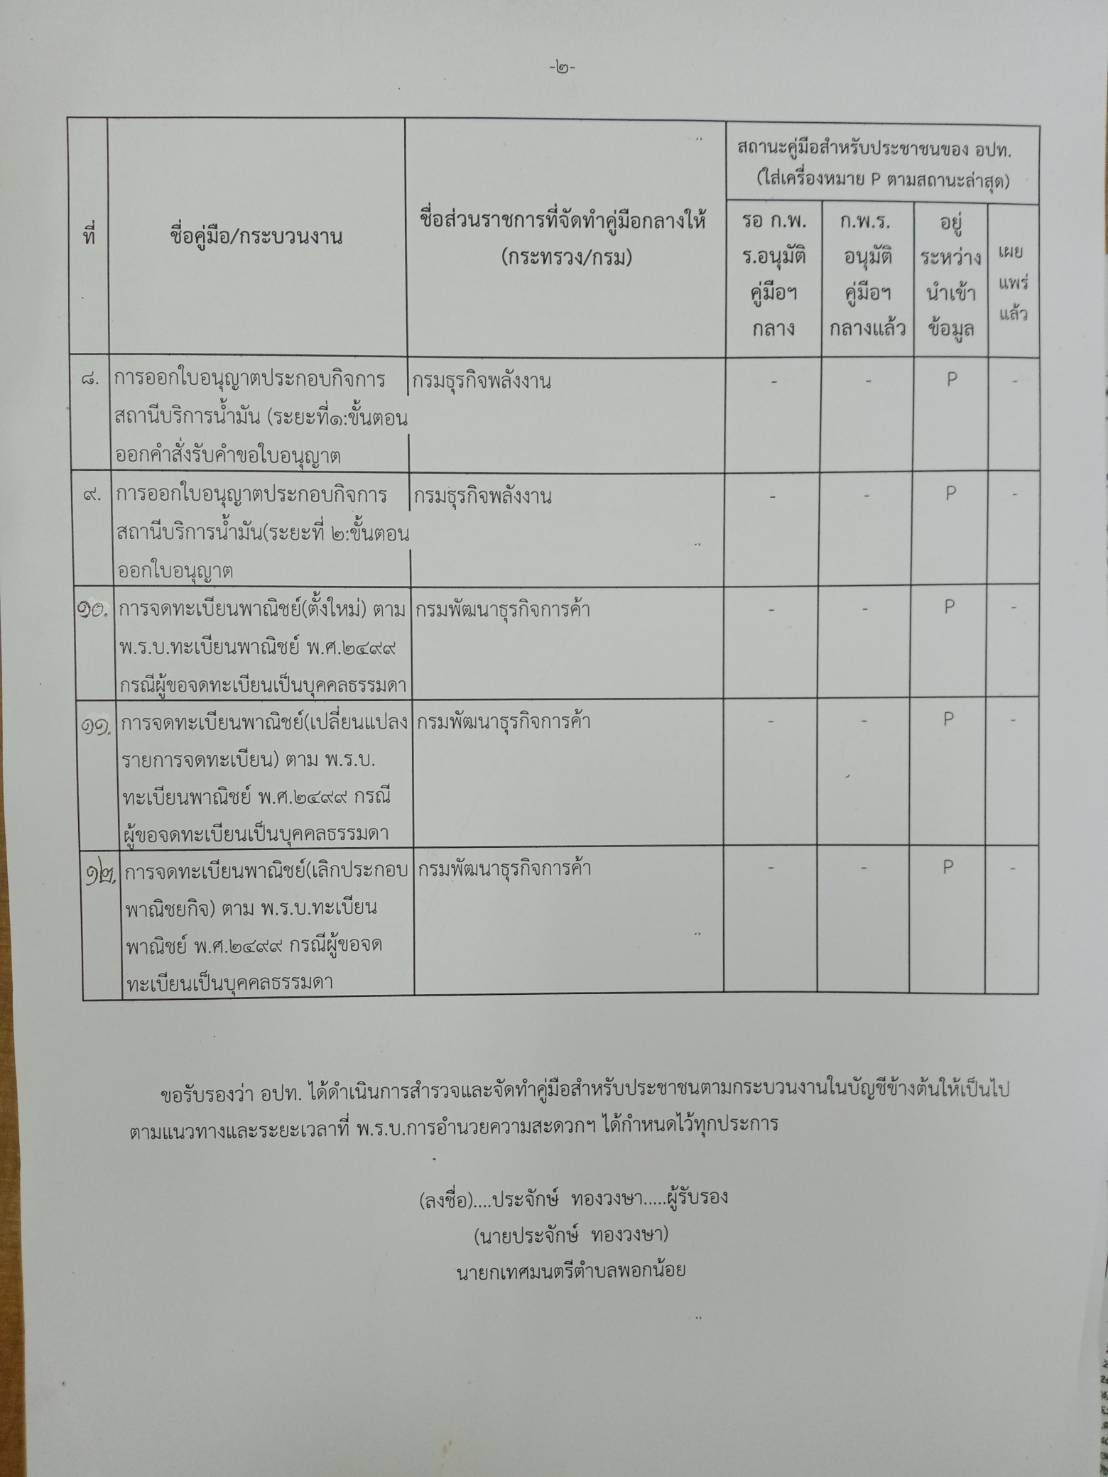 -๒-
ที่
ชื่อคู่มือ/กระบวนงาน
ชื่อส่วนราชการที่จัดทำคู่มือกลางให้
(กระทรวง/กรม)
สถานะคู่มือสำหรับประชาชนของ อปท.
(ใส่เครื่องหมาย P ตามสถานะล่าสุด)
รอ ก.พ.
ร.อนุมัติ
คู่มือฯ
กลาง
ก.พ.ร.
อนุมัติ
คู่มือฯ
กลางแล้ว
อยู่
ระหว่าง
นำเข้า
ข้อมูล
เผย
แพร่
แล้ว
๘. การออกใบอนุญาตประกอบกิจการ กรมธุรกิจพลังงาน - - P -
สถานีบริการน้ำมัน (ระยะที่๑:ขั้นตอน
ออกคำสั่งรับคำขอใบอนุญาต
๙. การออกใบอนุญาตประกอบกิจการ กรมธุรกิจพลังงาน - - P -
สถานีบริการน้ำมัน(ระยะที่ ๒:ขั้นตอน
ออกใบอนุญาต
๑๐. การจดทะเบียนพาณิชย์(ตั้งใหม่) ตาม กรมพัฒนาธุรกิจการค้า - - P -
พ.ร.บ.ทะเบียนพาณิชย์ พ.ศ.๒๔๙๙
กรณีผู้ขอจดทะเบียนเป็นบุคคลธรรมดา
๑๑. การจดทะเบียนพาณิชย์(เปลี่ยนแปลง กรมพัฒนาธุรกิจการค้า - - P -
รายการจดทะเบียน) ตาม พ.ร.บ.
ทะเบียนพาณิชย์ พ.ศ.๒๔๙๙ กรณี
ผู้ขอจดทะเบียนเป็นบุคคลธรรมดา
๑๒. การจดทะเบียนพาณิชย์(เลิกประกอบ กรมพัฒนาธุรกิจการค้า - - P -
พาณิชยกิจ) ตาม พ.ร.บ.ทะเบียน
พาณิชย์ พ.ศ.๒๔๙๙ กรณีผู้ขอจด
ทะเบียนเป็นบุคคลธรรมดา
ขอรับรองว่า อปท. ได้ดำเนินการสำรวจและจัดทำคู่มือสำหรับประชาชนตามกระบวนงานในบัญชีข้างต้นให้เป็นไป
ตามแนวทางและระยะเวลาที่ พ.ร.บ.การอำนวยความสะดวกฯ ได้กำหนดไว้ทุกประการ
(ลงชื่อ)....ประจักษ์ ทองวงษา.....ผู้รับรอง
(นายประจักษ์ ทองวงษา)
นายกเทศมนตรีตำบลพอกน้อย